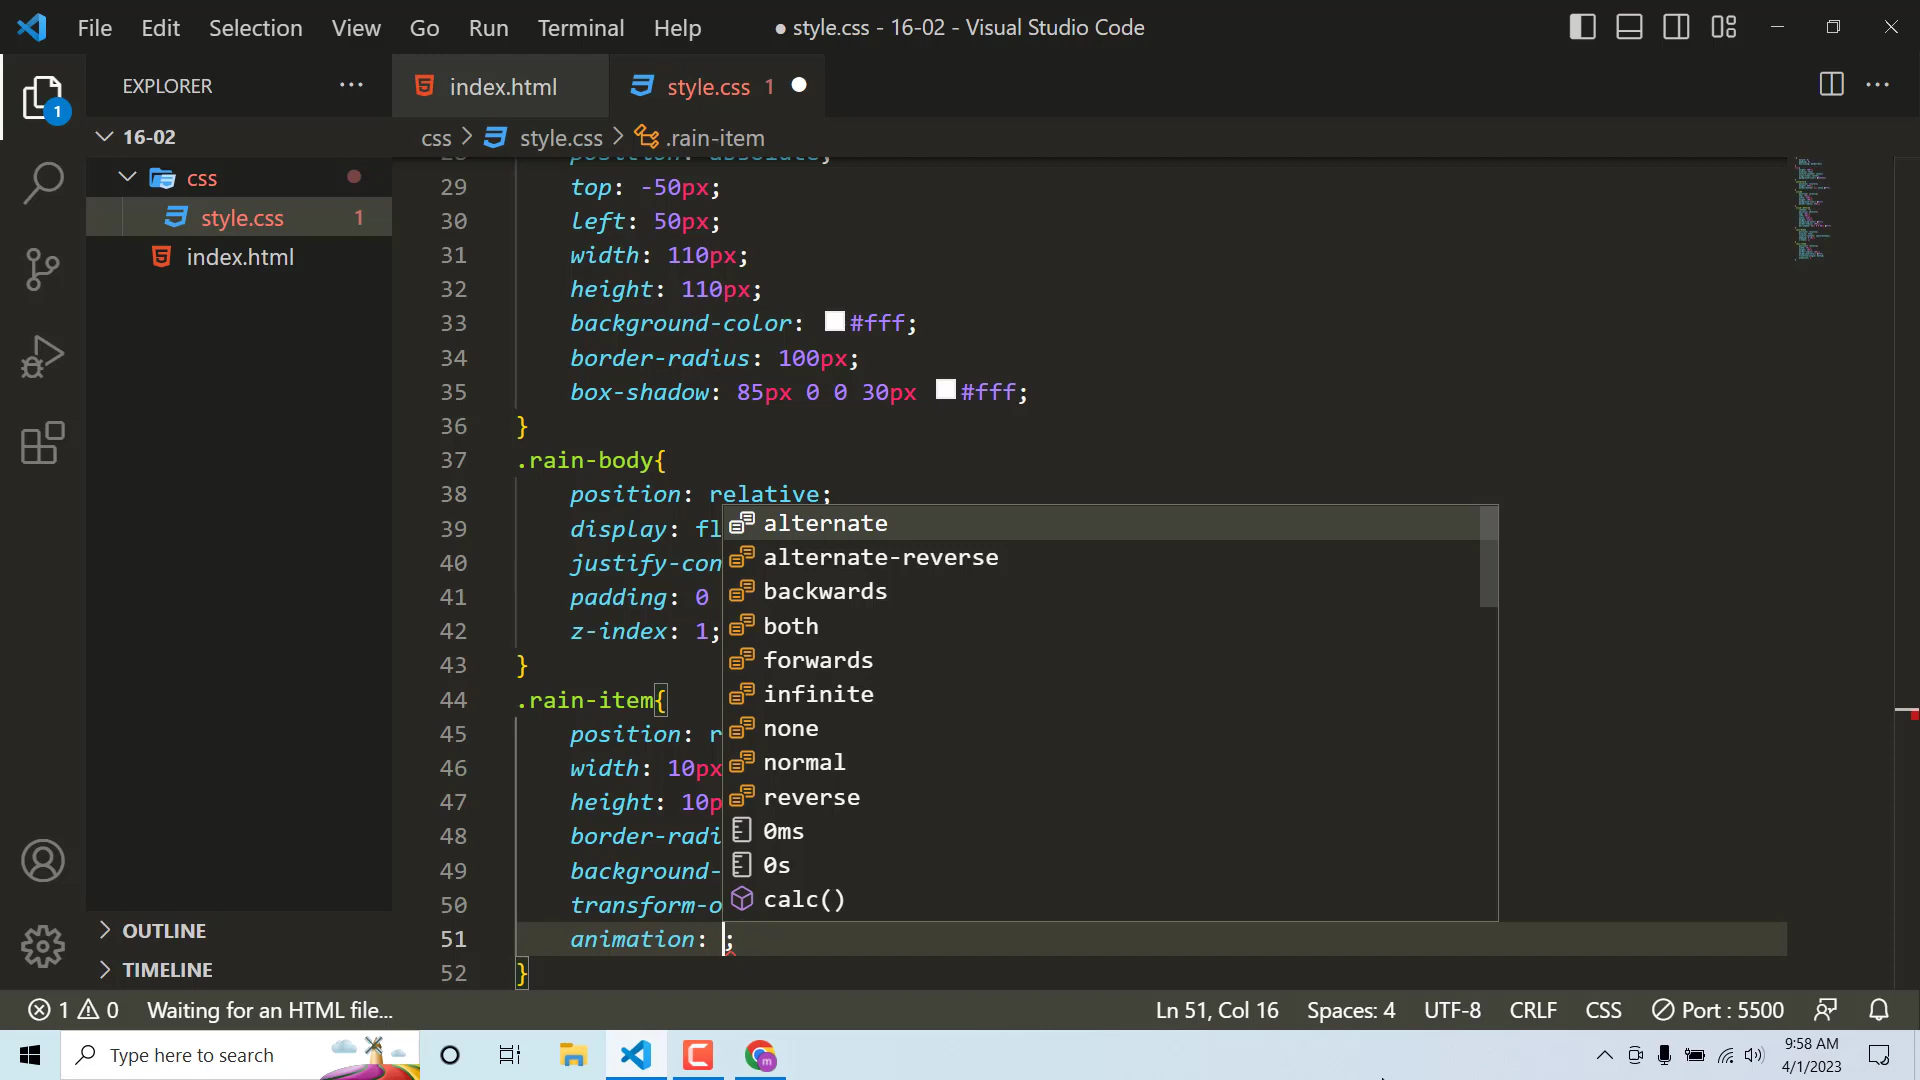 File Edit Selection View Go Run Terminal Help
● style.css - 16-02 - Visual Studio Code
EXPLORER
16-02
css
style.css 1
index.html
OUTLINE
TIMELINE
1
index.html
style.css 1
css > style.css > .rain-item
29 top: -50px;
30 left: 50px;
31 width: 110px;
32 height: 110px;
33 background-color: #fff;
34 border-radius: 100px;
35 box-shadow: 85px 0 0 30px #fff;
36 }
37 .rain-body{
38 position: relative;
39 display: fl
40 justify-con
41 padding: 0
42 z-index: 1;
43 }
44 .rain-item{
45 position: r
46 width: 10px
47 height: 10p
48 border-radi
49 background-
50 transform-o
51 animation: ;
52 }
alternate
alternate-reverse
backwards
both
forwards
infinite
none
normal
reverse
0ms
0s
calc()
1 0 Waiting for an HTML file...
Ln 51, Col 16 Spaces: 4 UTF-8 CRLF CSS Port : 5500
Type here to search
9:58 AM
4/1/2023